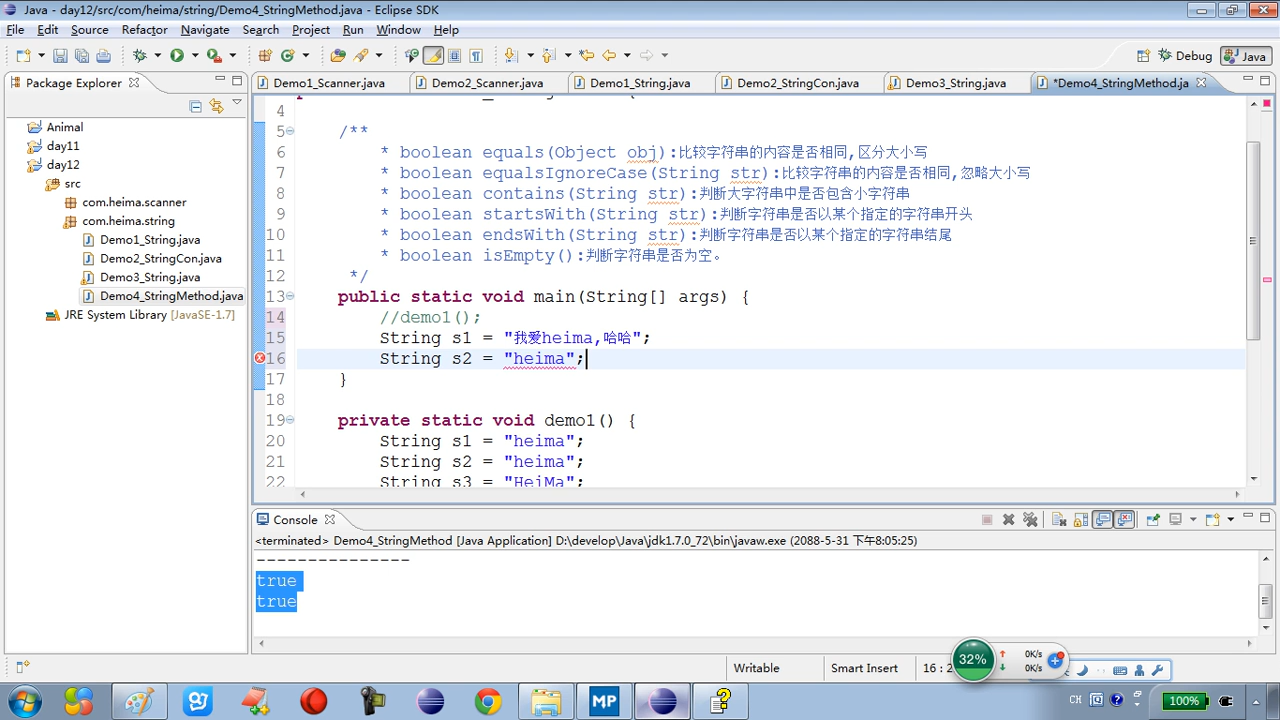 Java - day12/src/com/heima/string/Demo4_StringMethod.java - Eclipse SDK
File Edit Source Refactor Navigate Search Project Run Window Help
Debug Java
Package Explorer
Demo1_Scanner.java Demo2_Scanner.java Demo1_String.java Demo2_StringCon.java Demo3_String.java *Demo4_StringMethod.ja
Animal
day11
day12
src
com.heima.scanner
com.heima.string
Demo1_String.java
Demo2_StringCon.java
Demo3_String.java
Demo4_StringMethod.java
JRE System Library [JavaSE-1.7]
4
5 /**
6 * boolean equals(Object obj):比较字符串的内容是否相同,区分大小写
7 * boolean equalsIgnoreCase(String str):比较字符串的内容是否相同,忽略大小写
8 * boolean contains(String str):判断大字符串中是否包含小字符串
9 * boolean startsWith(String str):判断字符串是否以某个指定的字符串开头
10 * boolean endsWith(String str):判断字符串是否以某个指定的字符串结尾
11 * boolean isEmpty():判断字符串是否为空。
12 */
13 public static void main(String[] args) {
14 //demo1();
15 String s1 = "我爱heima,哈哈";
16 String s2 = "heima";
17 }
18
19 private static void demo1() {
20 String s1 = "heima";
21 String s2 = "heima";
22 String s3 = "HeiMa";
Console
<terminated> Demo4_StringMethod [Java Application] D:\develop\Java\jdk1.7.0_72\bin\javaw.exe (2088-5-31 下午8:05:25)
---------------
true
true
Writable Smart Insert 16 : 2
32% 0K/s
0K/s
MP CH 100%